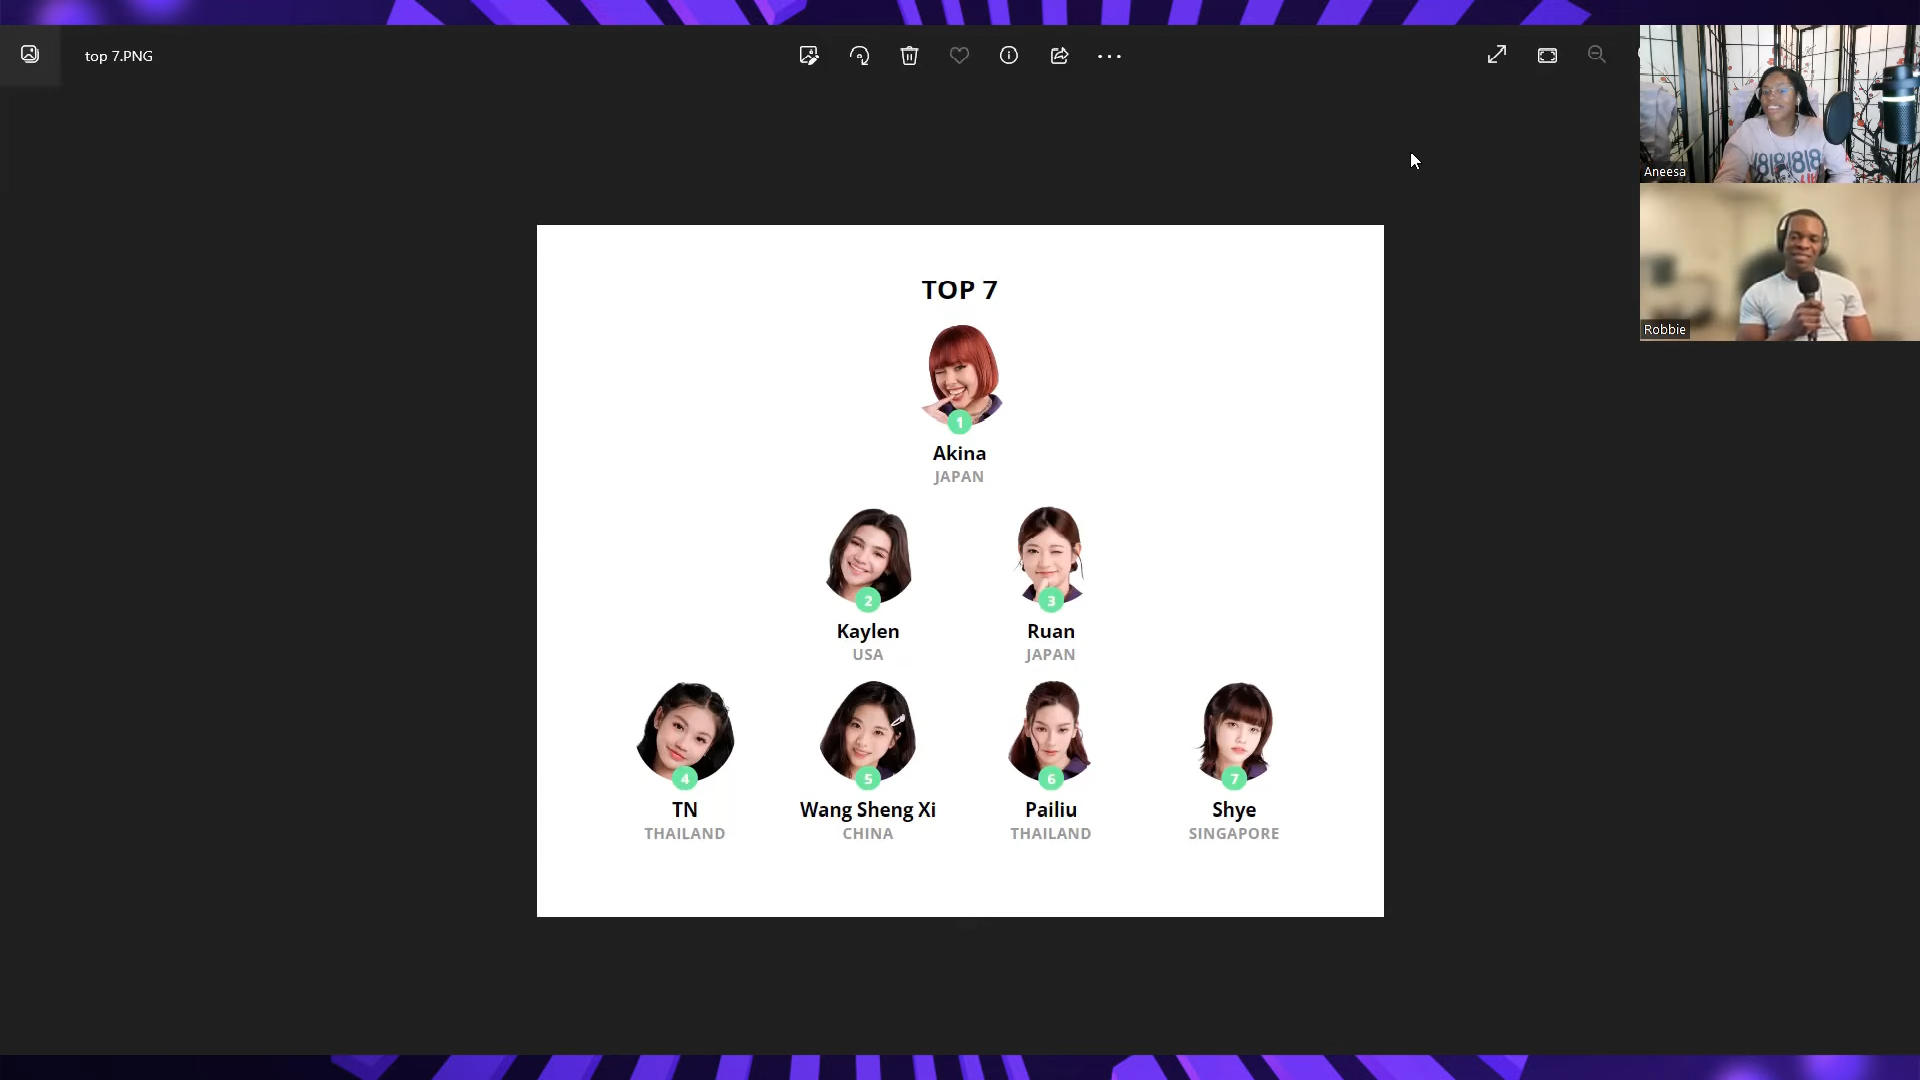 top 7.PNG
Aneesa
Robbie
TOP 7
1
Akina
JAPAN
2
Kaylen
USA
3
Ruan
JAPAN
4
TN
THAILAND
5
Wang Sheng Xi
CHINA
6
Pailiu
THAILAND
7
Shye
SINGAPORE